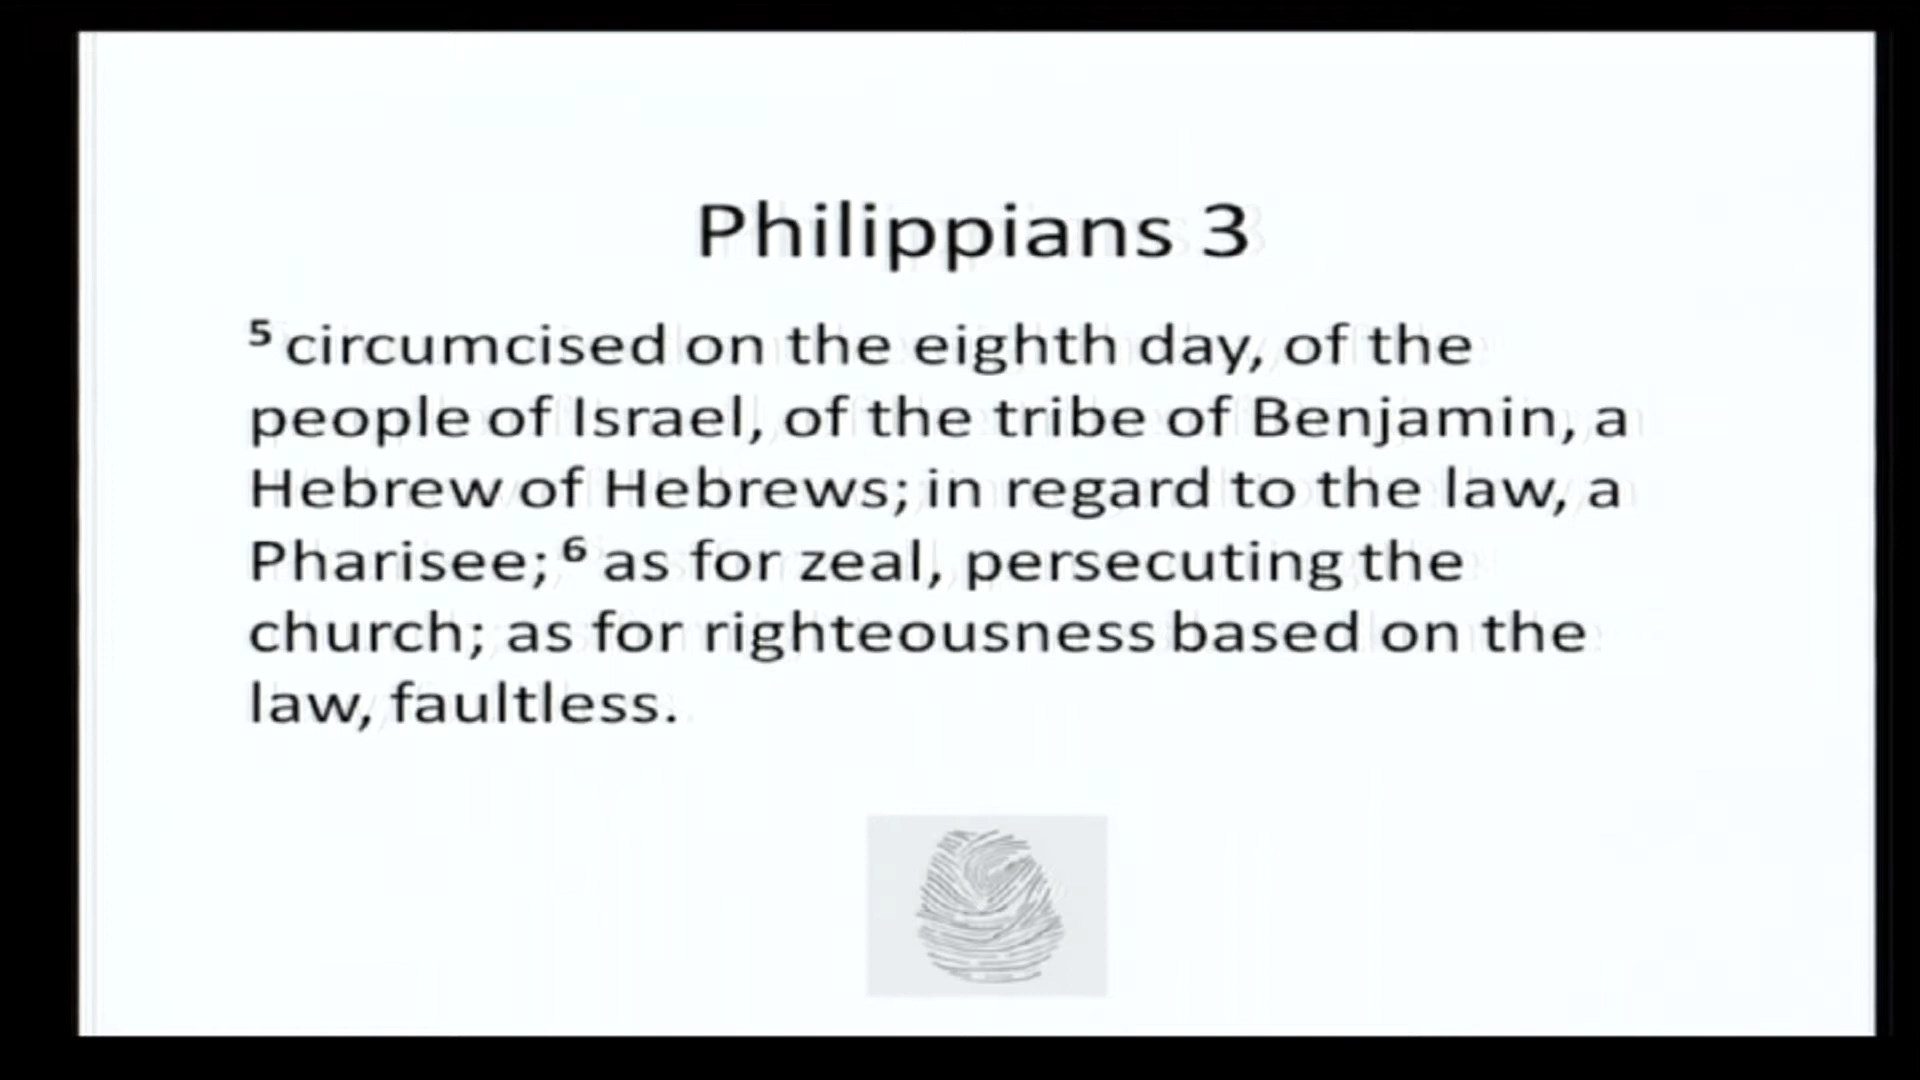 Philippians 3
⁵ circumcised on the eighth day, of the
people of Israel, of the tribe of Benjamin, a
Hebrew of Hebrews; in regard to the law, a
Pharisee; ⁶ as for zeal, persecuting the
church; as for righteousness based on the
law, faultless.